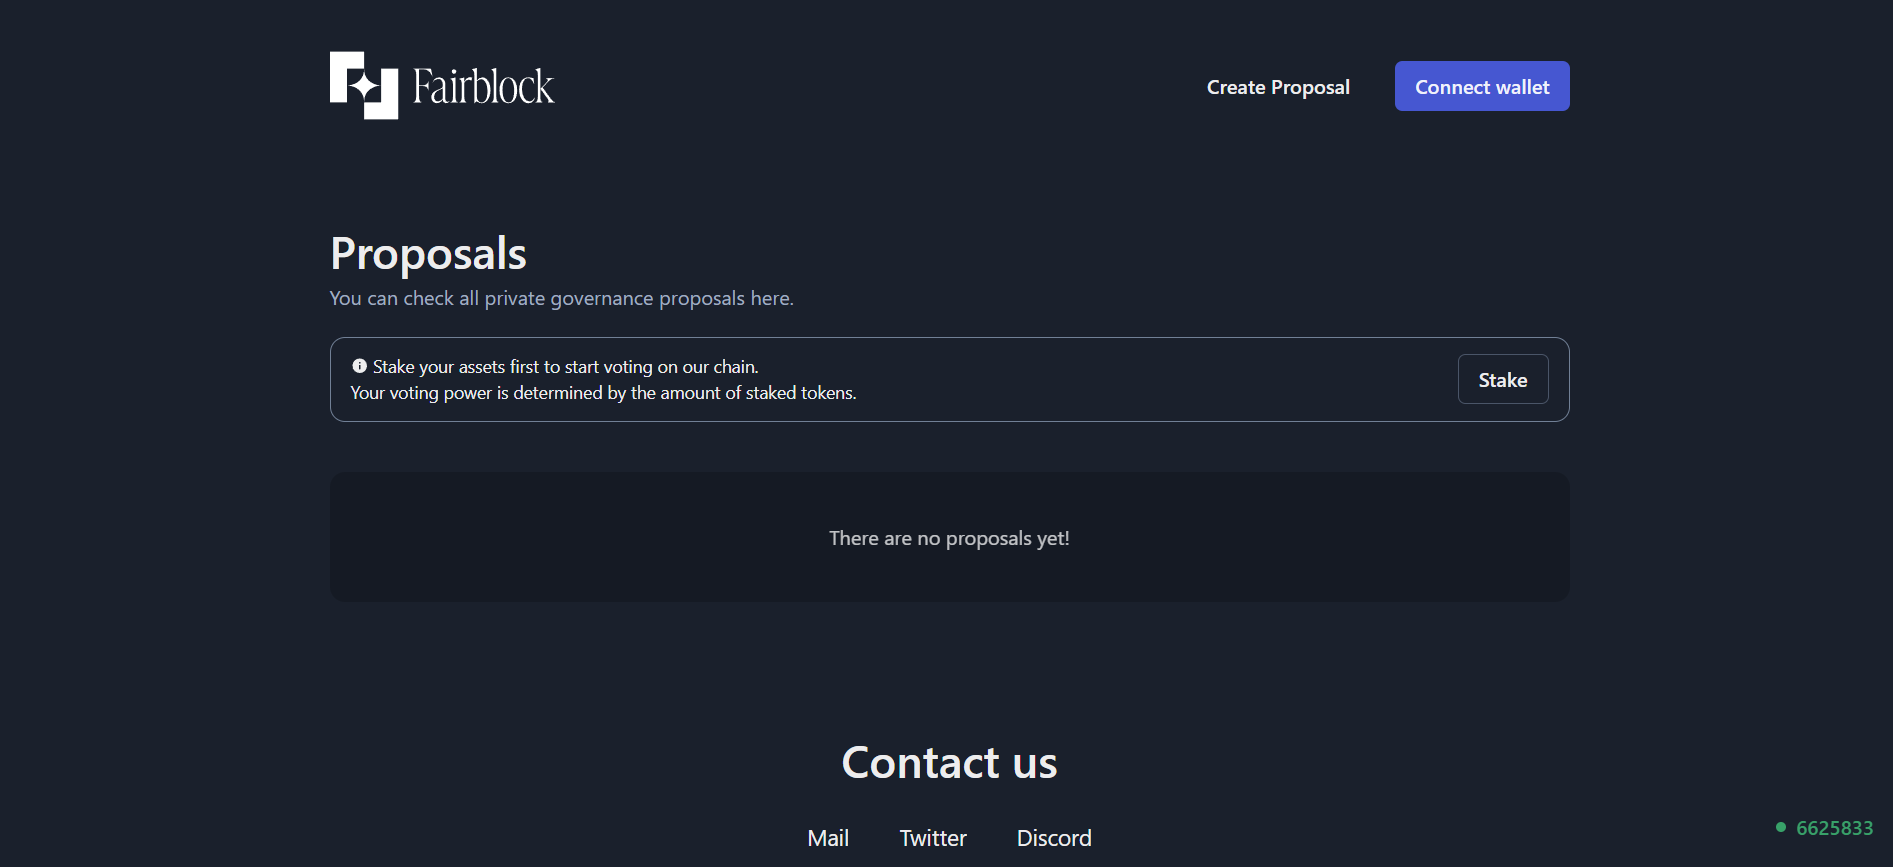 Fairblock
Create Proposal
Connect wallet
Proposals
You can check all private governance proposals here.
Stake your assets first to start voting on our chain.
Your voting power is determined by the amount of staked tokens.
Stake
There are no proposals yet!
Contact us
Mail
Twitter
Discord
6625833